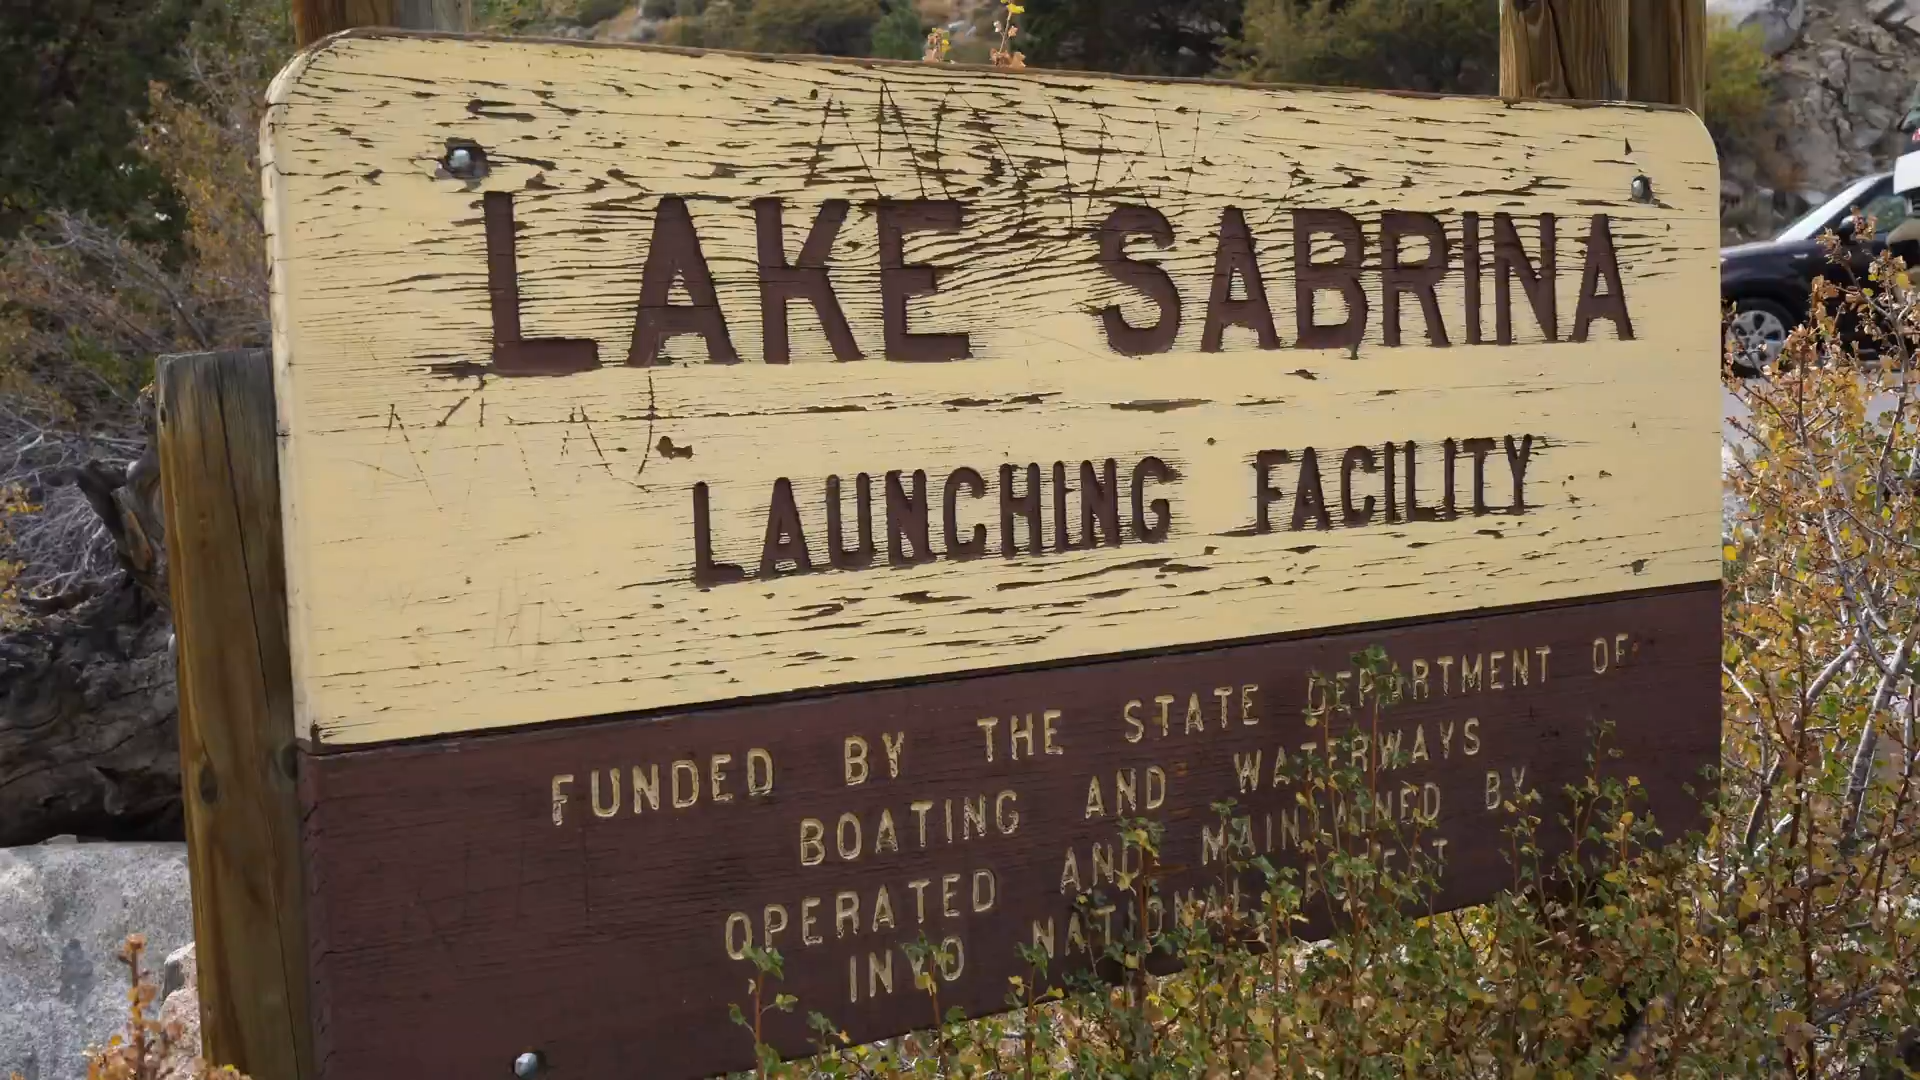 LAKE SABRINA
LAUNCHING FACILITY
FUNDED BY THE STATE DEPARTMENT OF
BOATING AND WATERWAYS
OPERATED AND MAINTAINED BY
INYO NATIONAL FOREST